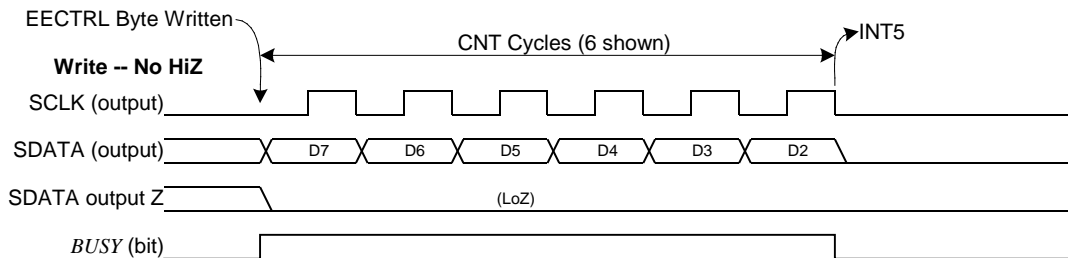 EECTRL Byte Written
CNT Cycles (6 shown)
INT5
Write -- No HiZ
SCLK (output)
SDATA (output)
D7 D6 D5 D4 D3 D2
SDATA output Z
(LoZ)
BUSY (bit)